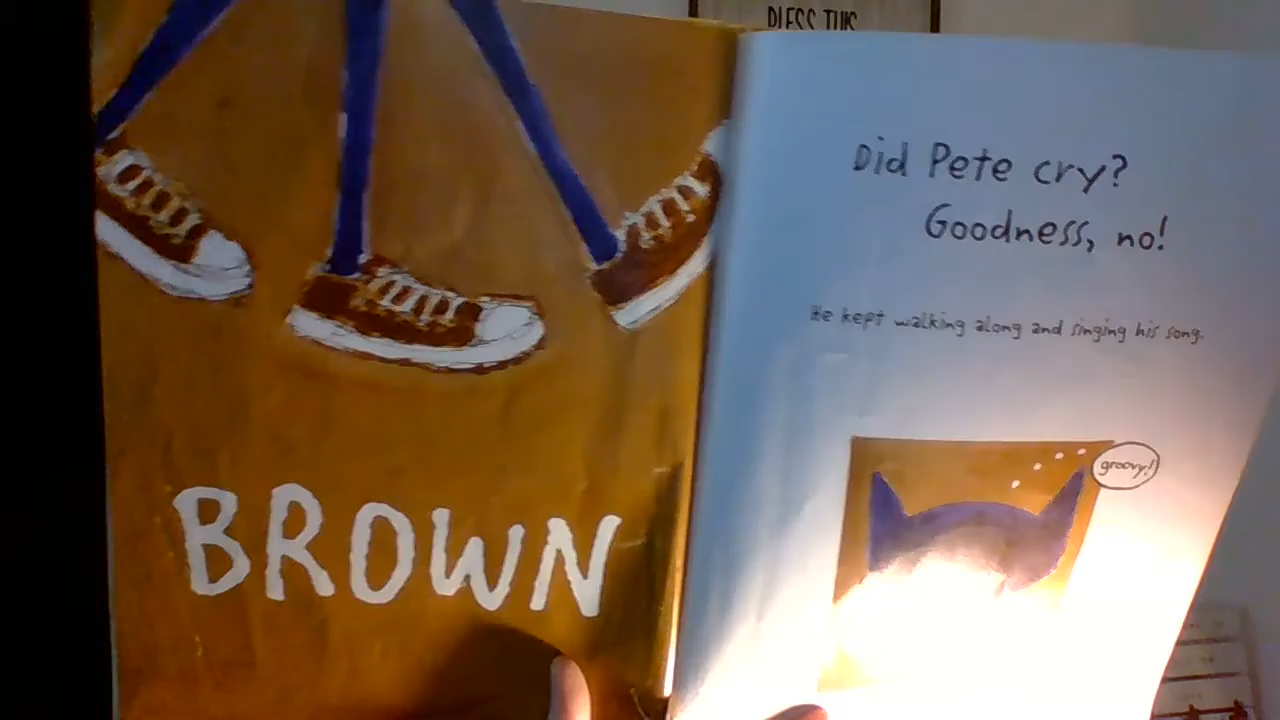 BLESS THIS
BROWN
Did Pete cry?
Goodness, no!
He kept walking along and singing his song.
groovy!